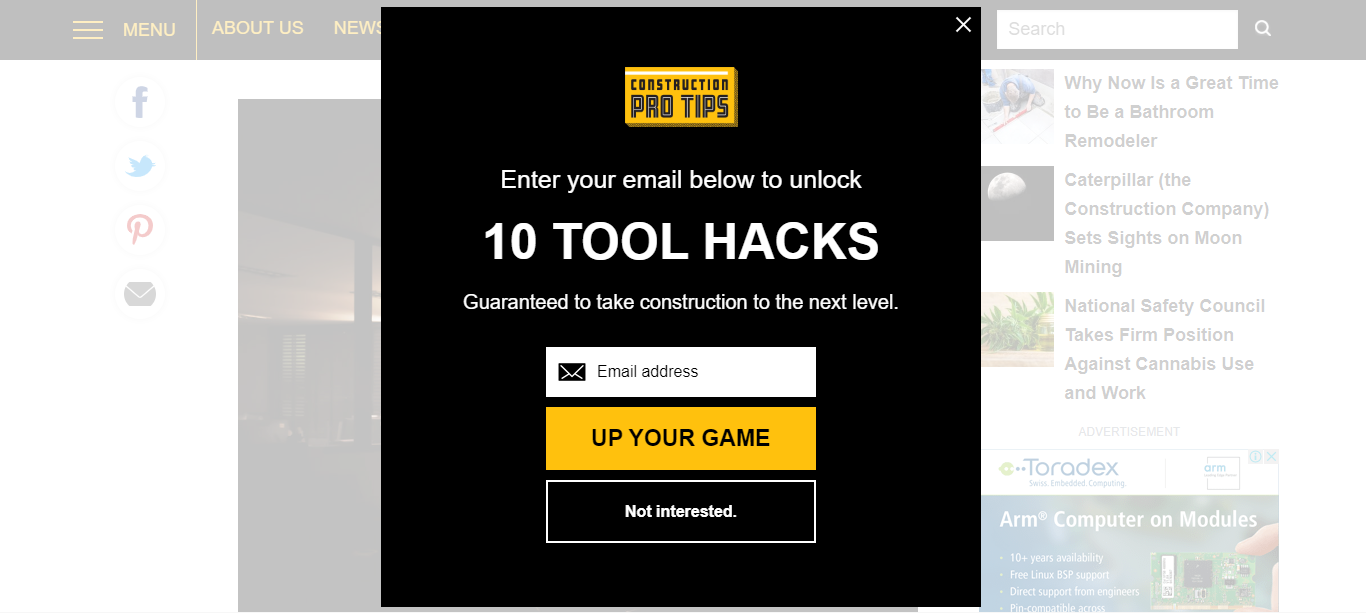 MENU
ABOUT US
NEWS
Search
CONSTRUCTION
PRO TIPS
Enter your email below to unlock
10 TOOL HACKS
Guaranteed to take construction to the next level.
Email address
UP YOUR GAME
Not interested.
Why Now Is a Great Time
to Be a Bathroom
Remodeler
Caterpillar (the
Construction Company)
Sets Sights on Moon
Mining
National Safety Council
Takes Firm Position
Against Cannabis Use
and Work
ADVERTISEMENT
Toradex
Swiss. Embedded. Computing.
arm
Arm® Computer on Modules
• 10+ years availability
• Free Linux BSP support
• Direct support from engineers
• Pin-compatible across